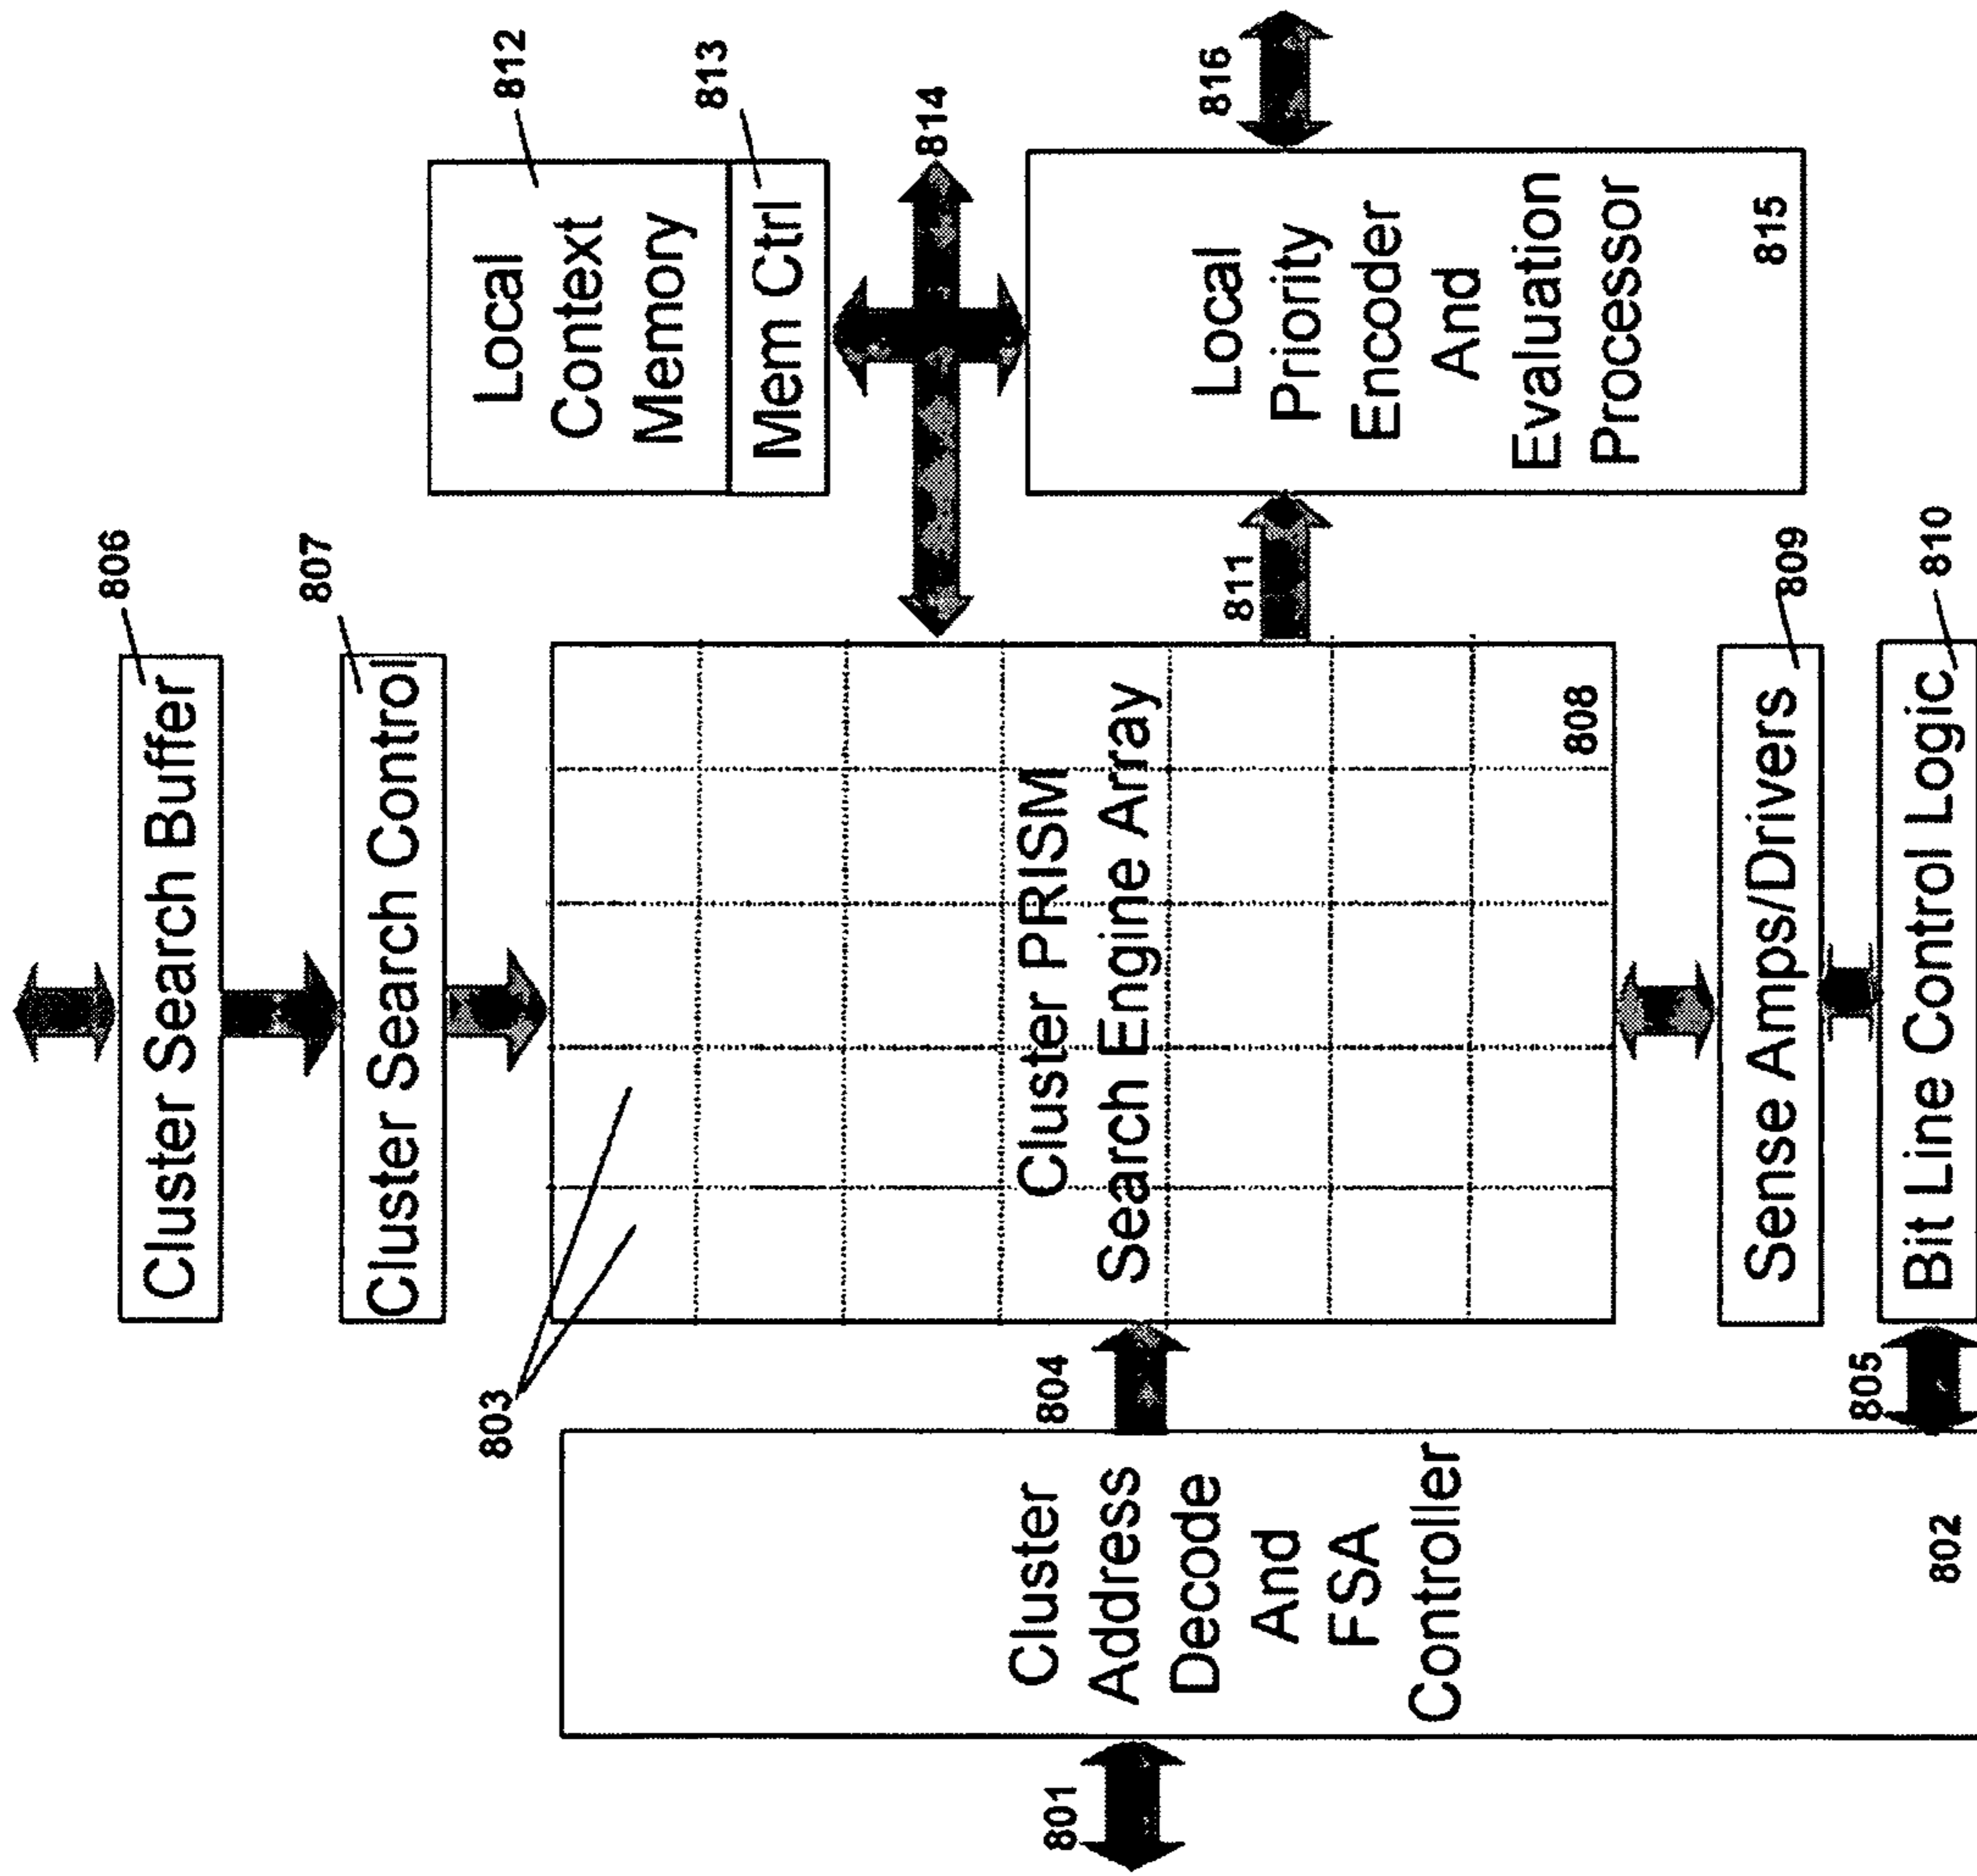 806
Cluster Search Buffer
807
Cluster Search Control
803
Cluster PRISM
Search Engine Array
808
Sense Amps/Drivers
809
Bit Line Control Logic
810
801
Cluster
Address
Decode
And
FSA
Controller
802
804
805
811
Local
Context
Memory
812
Mem Ctrl
813
814
Local
Priority
Encoder
And
Evaluation
Processor
815
816